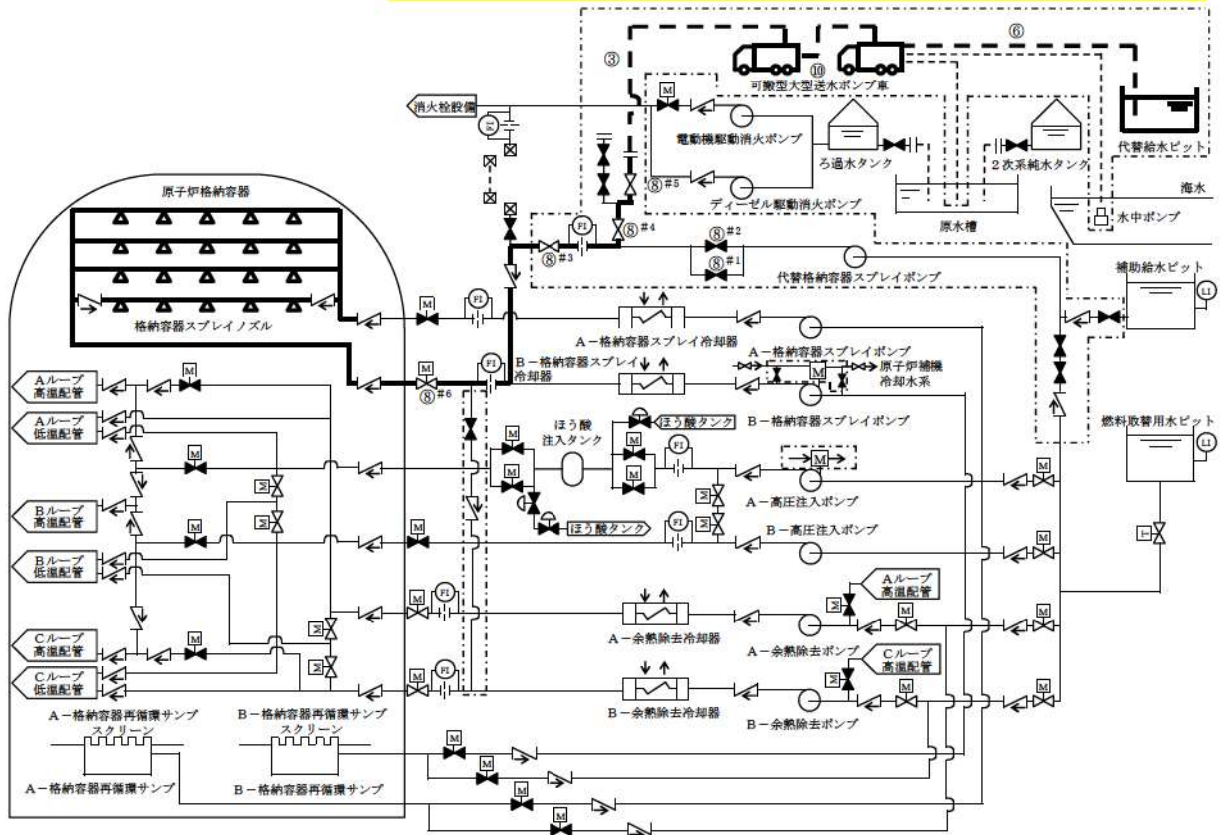 ⑥
③
⑩
可搬型大型送水ポンプ車
消火栓設備
FI
M
電動機駆動消火ポンプ
ろ過水タンク
2次系純水タンク
代替給水ピット
海水
⑧#5
ディーゼル駆動消火ポンプ
原水槽
水中ポンプ
原子炉格納容器
⑧#4
FI
⑧#3
⑧#2
⑧#1
代替格納容器スプレイポンプ
補助給水ピット
LI
格納容器スプレイノズル
M
FI
A-格納容器スプレイ冷却器
A-格納容器スプレイポンプ
B-格納容器スプレイ
冷却器
原子炉補機
冷却水系
M
M
⑧#6
FI
B-格納容器スプレイポンプ
燃料取替用水ピット
LI
Aループ
高温配管
M
Aループ
低温配管
ほう酸
注入タンク
ほう酸タンク
M
M
M
M
M
FI
M
M
A-高圧注入ポンプ
M
M
M
Bループ
高温配管
ほう酸タンク
M
M
M
FI
B-高圧注入ポンプ
M
T
Bループ
低温配管
Aループ
高温配管
M
FI
M
M
M
M
A-余熱除去冷却器
A-余熱除去ポンプ
Cループ
高温配管
M
M
Cループ
高温配管
M
FI
M
M
M
Cループ
低温配管
B-余熱除去冷却器
B-余熱除去ポンプ
A-格納容器再循環サンプ
スクリーン
B-格納容器再循環サンプ
スクリーン
M
M
A-格納容器再循環サンプ
B-格納容器再循環サンプ
M
M